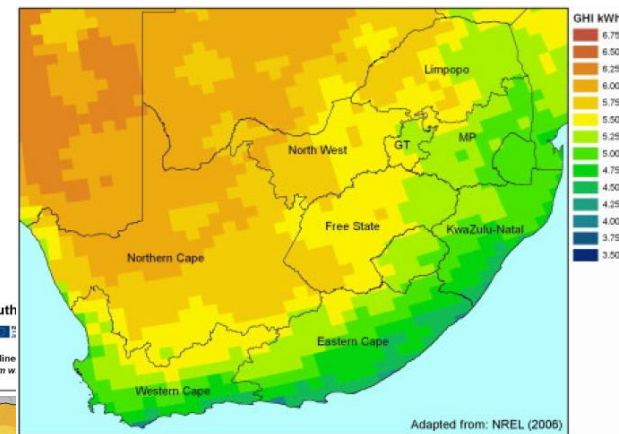 GHI kWh
6.75
6.50
6.25
6.00
5.75
5.50
5.25
5.00
4.75
4.50
4.25
4.00
3.75
3.50
Limpopo
North West
GT
MP
Free State
KwaZulu-Natal
Northern Cape
Eastern Cape
Western Cape
Adapted from: NREL (2006)
uth
line
m w